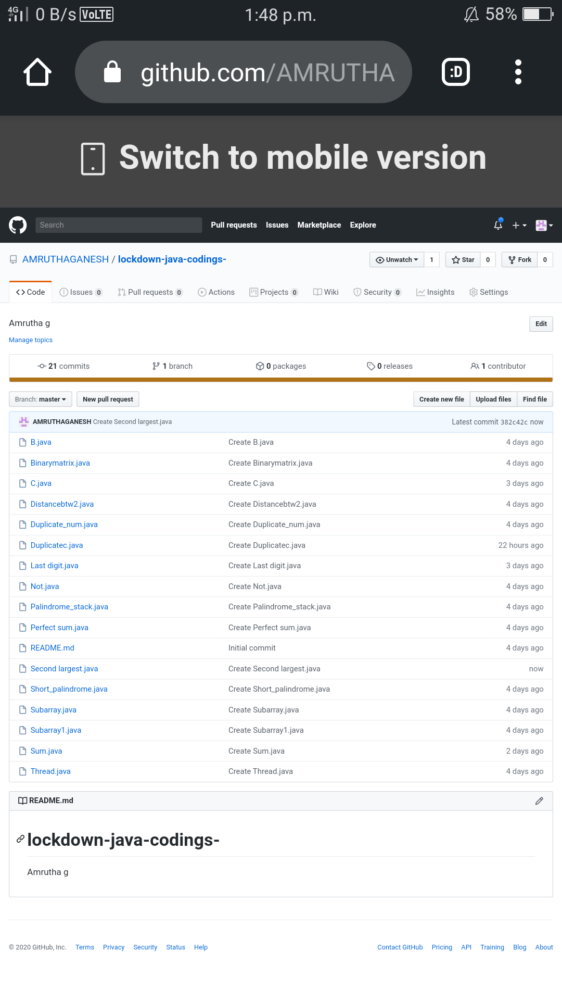 4G 0 B/s VoLTE 1:48 p.m. 58%
github.com/AMRUTHA :D
Switch to mobile version
Search Pull requests Issues Marketplace Explore
AMRUTHAGANESH / lockdown-java-codings- Unwatch 1 Star 0 Fork 0
Code Issues 0 Pull requests 0 Actions Projects 0 Wiki Security 0 Insights Settings
Amrutha g Edit
Manage topics
21 commits 1 branch 0 packages 0 releases 1 contributor
Branch: master New pull request Create new file Upload files Find file
AMRUTHAGANESH Create Second largest.java Latest commit 382c42c now
B.java Create B.java 4 days ago
Binarymatrix.java Create Binarymatrix.java 4 days ago
C.java Create C.java 3 days ago
Distancebtw2.java Create Distancebtw2.java 4 days ago
Duplicate_num.java Create Duplicate_num.java 4 days ago
Duplicatec.java Create Duplicatec.java 22 hours ago
Last digit.java Create Last digit.java 3 days ago
Not.java Create Not.java 4 days ago
Palindrome_stack.java Create Palindrome_stack.java 4 days ago
Perfect sum.java Create Perfect sum.java 4 days ago
README.md Initial commit 4 days ago
Second largest.java Create Second largest.java now
Short_palindrome.java Create Short_palindrome.java 4 days ago
Subarray.java Create Subarray.java 4 days ago
Subarray1.java Create Subarray1.java 4 days ago
Sum.java Create Sum.java 2 days ago
Thread.java Create Thread.java 4 days ago
README.md
lockdown-java-codings-
Amrutha g
© 2020 GitHub, Inc. Terms Privacy Security Status Help Contact GitHub Pricing API Training Blog About